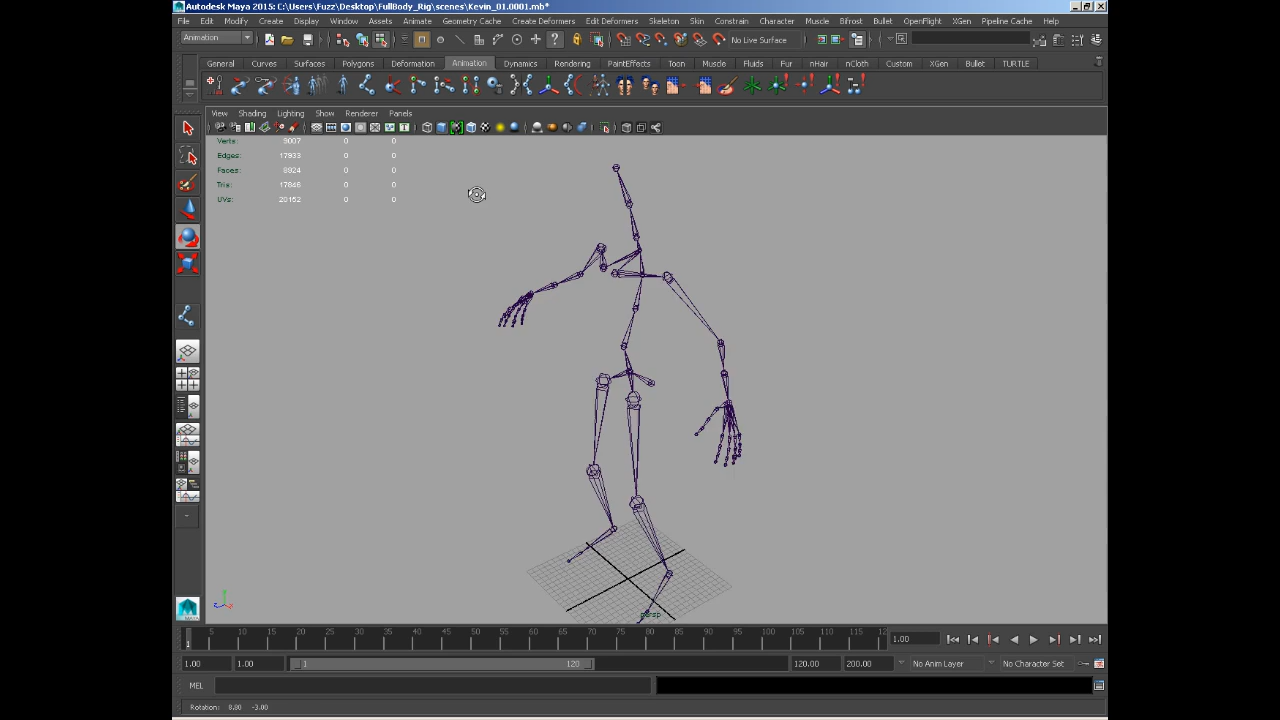 Autodesk Maya 2015: C:\Users\Fuzz\Desktop\FullBody_Rig\scenes\Kevin_01.0001.mb*
File Edit Modify Create Display Window Assets Animate Geometry Cache Create Deformers Edit Deformers Skeleton Skin Constrain Character Muscle Bifrost Bullet OpenFlight XGen Pipeline Cache Help
Animation No Live Surface
General Curves Surfaces Polygons Deformation Animation Dynamics Rendering PaintEffects Toon Muscle Fluids Fur nHair nCloth Custom XGen Bullet TURTLE
View Shading Lighting Show Renderer Panels
Verts: 9007 0 0
Edges: 17933 0 0
Faces: 8924 0 0
Tris: 17846 0 0
UVs: 20152 0 0
persp
5 10 15 20 25 30 35 40 45 50 55 60 65 70 75 80 85 90 95 100 105 110 115 12 1.00
1.00 1.00 1 120 120.00 200.00 No Anim Layer No Character Set
MEL
Rotation: 0.80 -3.00